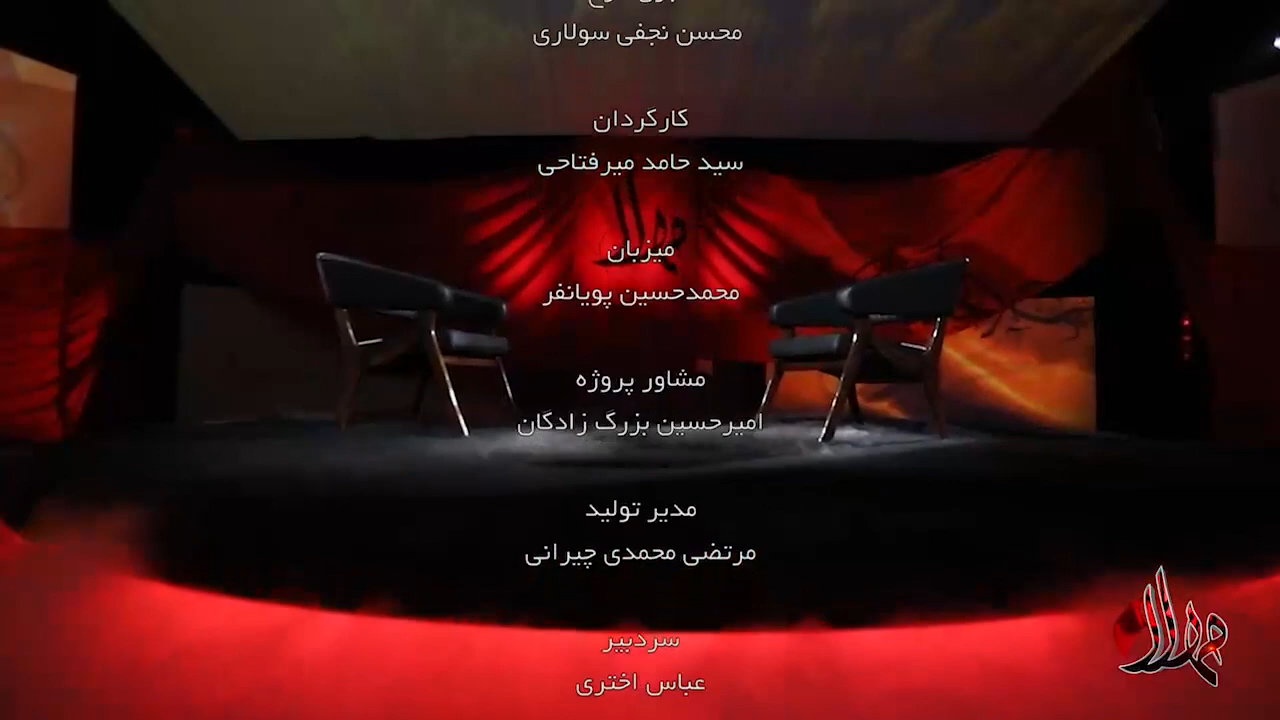 محسن نجفی سولاری
کارگردان
سید حامد میرفتاحی
میزبان
محمدحسین پویانفر
مشاور پروژه
امیرحسین بزرگ زادگان
مدیر تولید
مرتضی محمدی چیرانی
سردبیر
عباس اختری